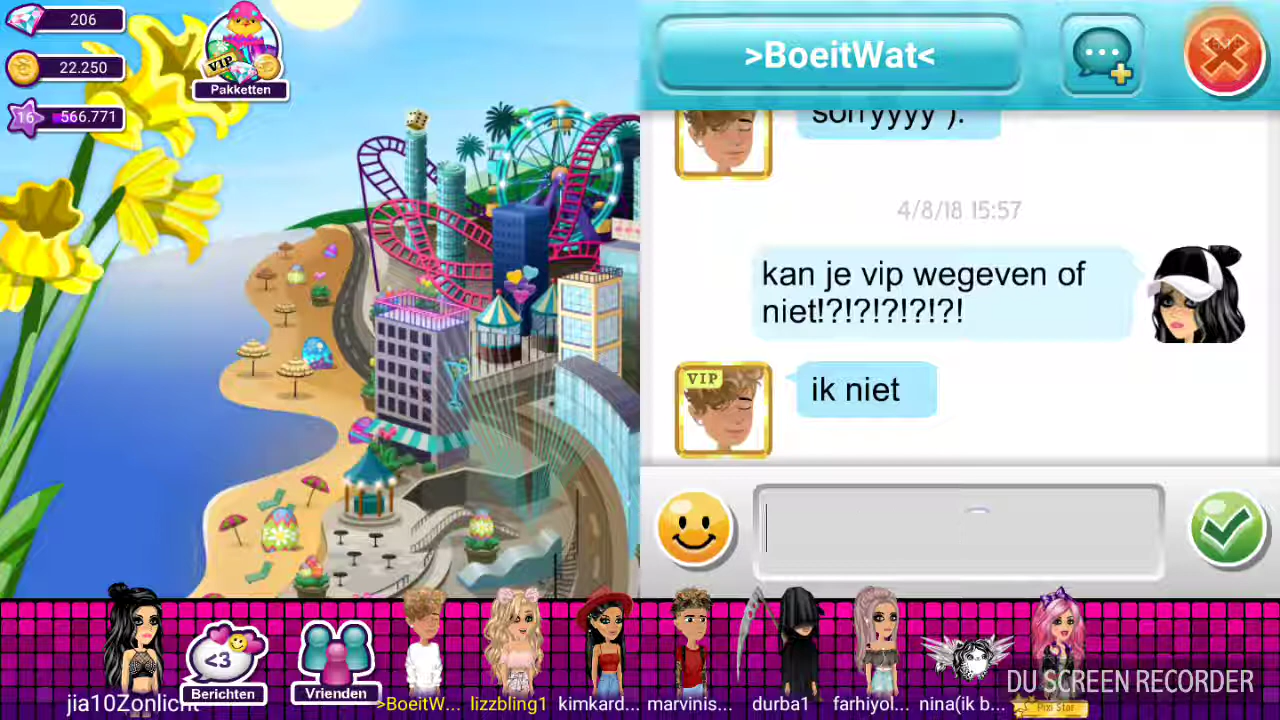 206
22.250
16 566.771
VIP
Pakketten
>BoeitWat<
sorryyyy ).
4/8/18 15:57
kan je vip wegeven of
niet!?!?!?!?!?!
VIP
ik niet
<3
Berichten
Vrienden
jia10Zonlicht
>BoeitW...
lizzbling1
kimkard...
marvinis...
durba1
farhiyol...
nina(ik b...
DU SCREEN RECORDER
Pixi Star